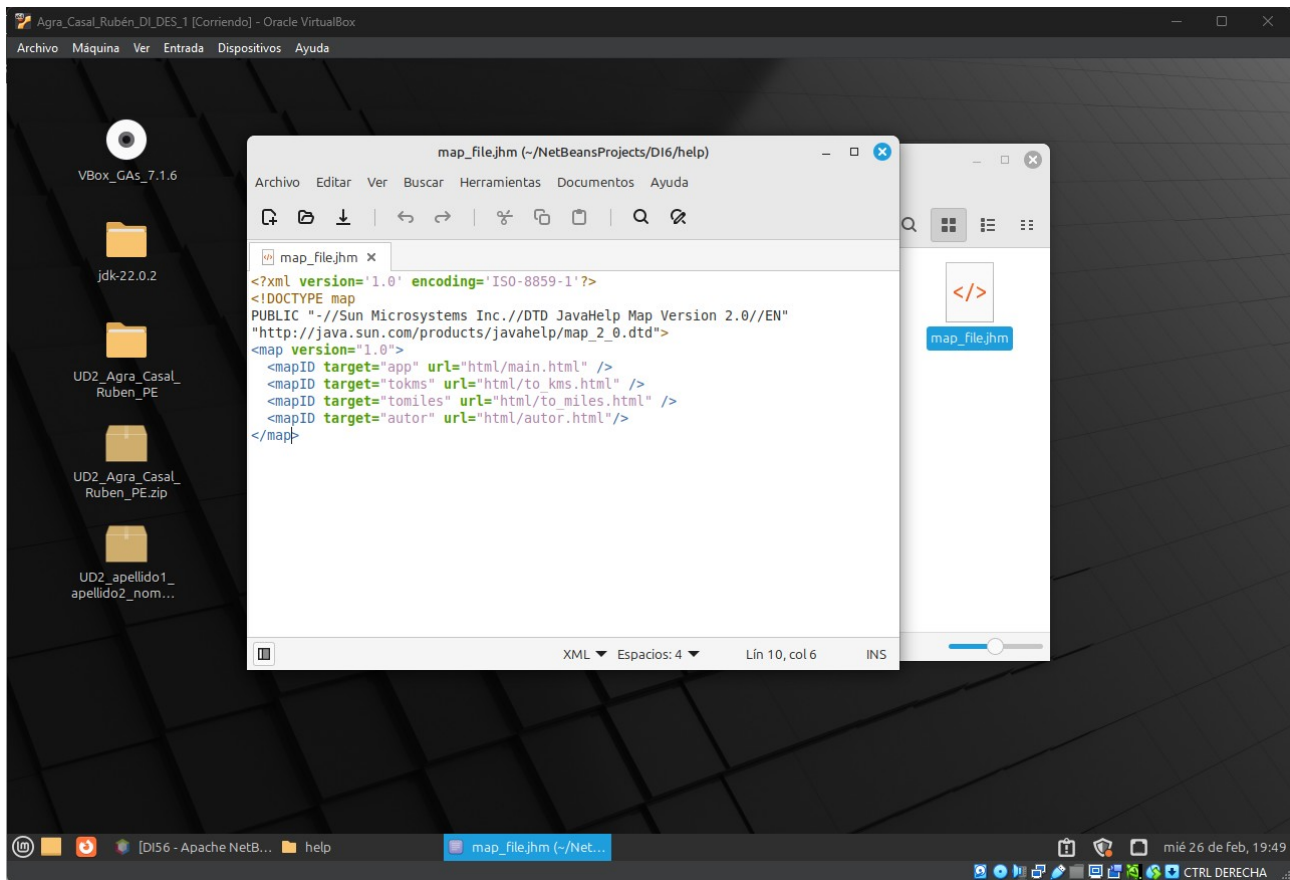 Agra_Casal_Rubén_DI_DES_1 [Corriendo] - Oracle VirtualBox
Archivo Máquina Ver Entrada Dispositivos Ayuda
VBox_GAs_7.1.6
jdk-22.0.2
UD2_Agra_Casal_
Ruben_PE
UD2_Agra_Casal_
Ruben_PE.zip
UD2_apellido1_
apellido2_nom...
map_file.jhm (~/NetBeansProjects/DI6/help)
Archivo Editar Ver Buscar Herramientas Documentos Ayuda
map_file.jhm
<?xml version='1.0' encoding='ISO-8859-1'?>
<!DOCTYPE map
PUBLIC "-//Sun Microsystems Inc.//DTD JavaHelp Map Version 2.0//EN"
"http://java.sun.com/products/javahelp/map_2_0.dtd">
<map version="1.0">
  <mapID target="app" url="html/main.html" />
  <mapID target="tokms" url="html/to_kms.html" />
  <mapID target="tomiles" url="html/to_miles.html" />
  <mapID target="autor" url="html/autor.html"/>
</map>
XML Espacios: 4 Lín 10, col 6 INS
map_file.jhm
[DI56 - Apache NetB... help map_file.jhm (~/Net... mié 26 de feb, 19:49
CTRL DERECHA